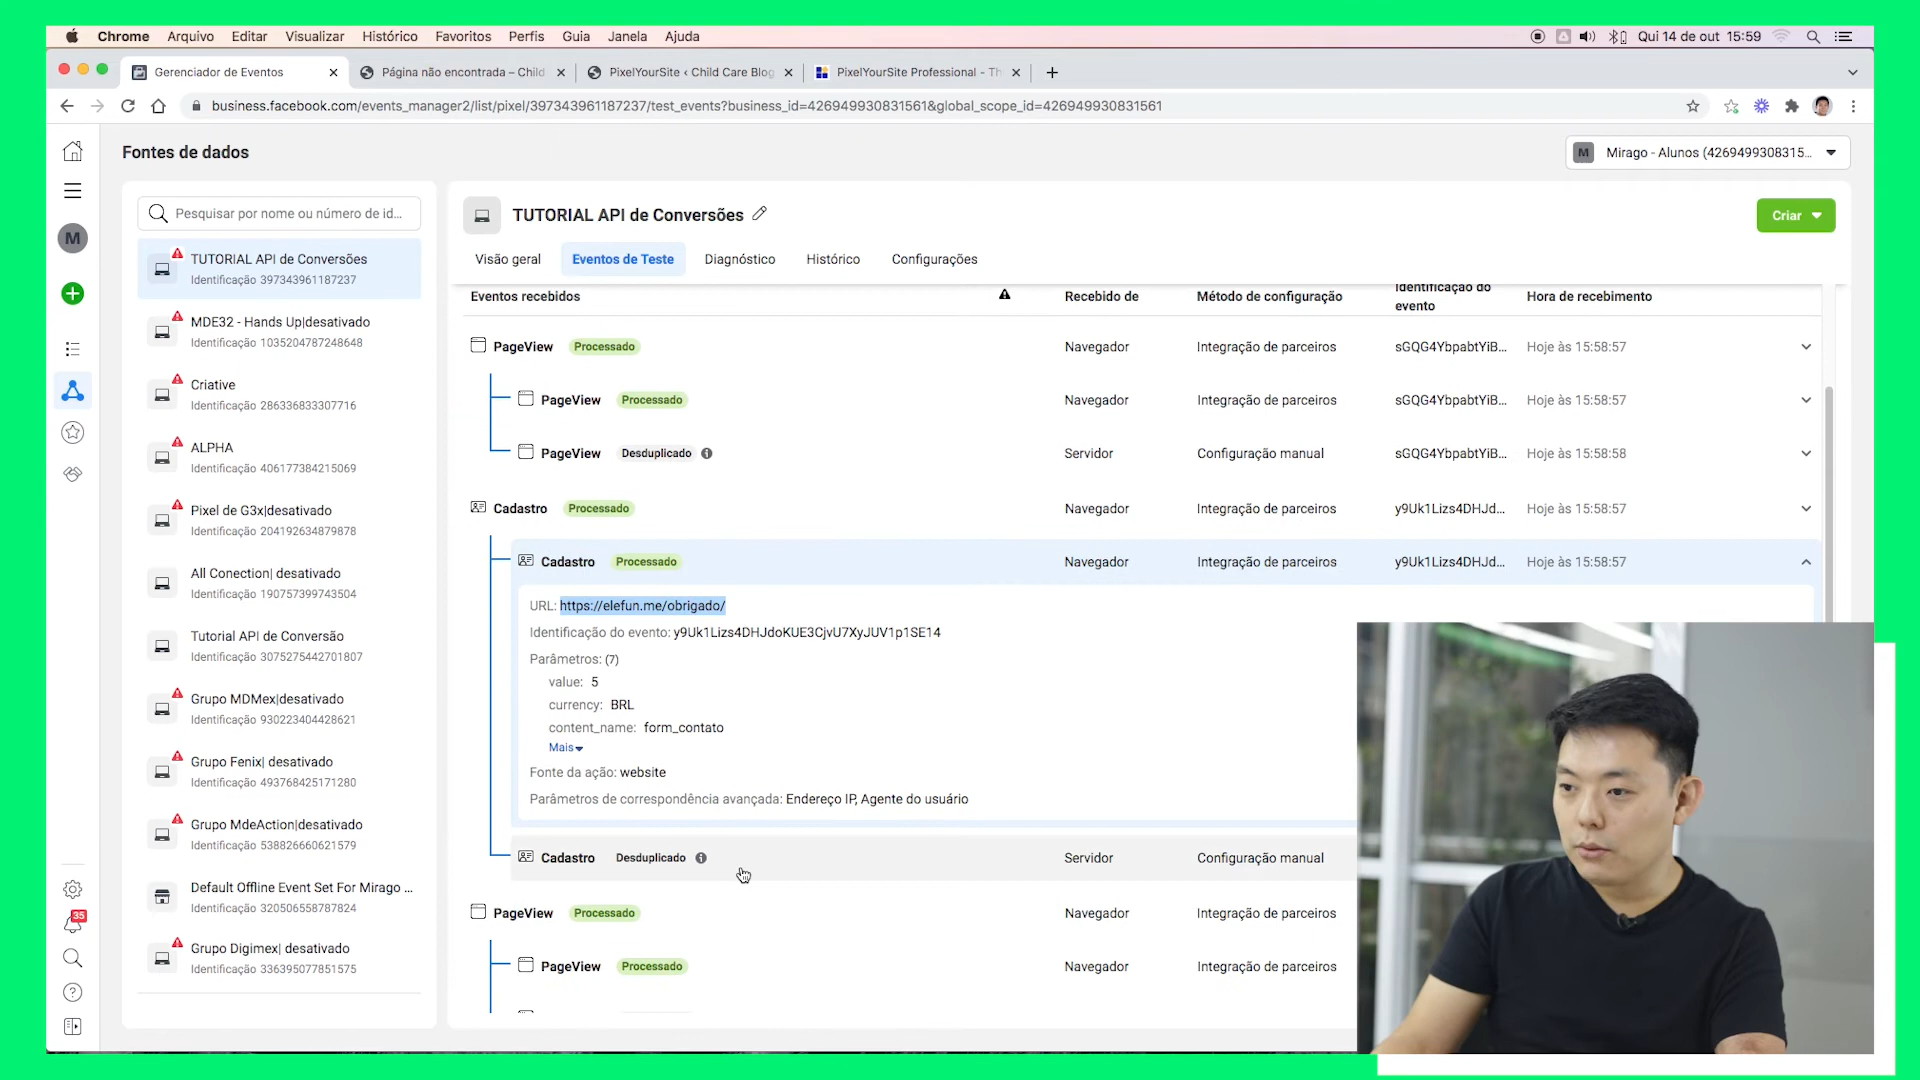 Chrome Arquivo Editar Visualizar Histórico Favoritos Perfis Guia Janela Ajuda
Qui 14 de out 15:59
Gerenciador de Eventos
Página não encontrada – Child
PixelYourSite ‹ Child Care Blog
PixelYourSite Professional - Th
business.facebook.com/events_manager2/list/pixel/397343961187237/test_events?business_id=426949930831561&global_scope_id=426949930831561
Fontes de dados
M Mirago - Alunos (4269499308315...
M
35
Pesquisar por nome ou número de id...
TUTORIAL API de Conversões
Identificação 397343961187237
MDE32 - Hands Up|desativado
Identificação 1035204787248648
Criative
Identificação 286336833307716
ALPHA
Identificação 406177384215069
Pixel de G3x|desativado
Identificação 204192634879878
All Conection| desativado
Identificação 190757399743504
Tutorial API de Conversão
Identificação 3075275442701807
Grupo MDMex|desativado
Identificação 930223404428621
Grupo Fenix| desativado
Identificação 493768425171280
Grupo MdeAction|desativado
Identificação 538826660621579
Default Offline Event Set For Mirago ...
Identificação 320506558787824
Grupo Digimex| desativado
Identificação 336395077851575
TUTORIAL API de Conversões
Criar
Visão geral Eventos de Teste Diagnóstico Histórico Configurações
Eventos recebidos Recebido de Método de configuração Identificação do evento Hora de recebimento
PageView Processado Navegador Integração de parceiros sGQG4YbpabtYiB... Hoje às 15:58:57
PageView Processado Navegador Integração de parceiros sGQG4YbpabtYiB... Hoje às 15:58:57
PageView Desduplicado Servidor Configuração manual sGQG4YbpabtYiB... Hoje às 15:58:58
Cadastro Processado Navegador Integração de parceiros y9Uk1Lizs4DHJd... Hoje às 15:58:57
Cadastro Processado Navegador Integração de parceiros y9Uk1Lizs4DHJd... Hoje às 15:58:57
URL: https://elefun.me/obrigado/
Identificação do evento: y9Uk1Lizs4DHJdoKUE3CjvU7XyJUV1p1SE14
Parâmetros: (7)
value: 5
currency: BRL
content_name: form_contato
Mais
Fonte da ação: website
Parâmetros de correspondência avançada: Endereço IP, Agente do usuário
Cadastro Desduplicado Servidor Configuração manual
PageView Processado Navegador Integração de parceiros
PageView Processado Navegador Integração de parceiros